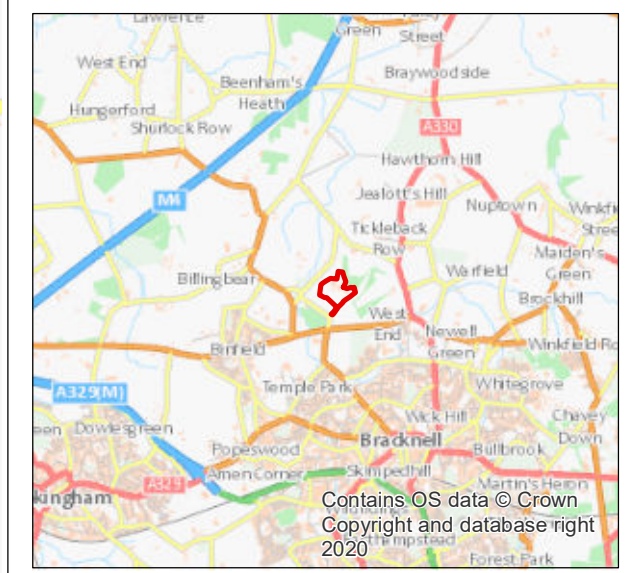 Lawrence
Green
Street
West End
Beenham's
Heath
Braywoodside
Hungerford
Shurlock Row
A330
Hawthorn Hill
M4
Jealott's Hill
Nuptown
Tickleback
Row
Maiden's
Green
Billingbear
Warfield
Brockhill
West
End
Newell
Green
Binfield
Winkfield Ro
Temple Park
Whitegrove
A329(M)
Wick Hill
Chavey
Down
een
Dowlesgreen
Bracknell
Popeswood
Bullbrook
Amen Corner
Skimpedhill
A329
Martin's Heron
kingham
Contains OS data © Crown
Copyright and database right
2020
Forest Park